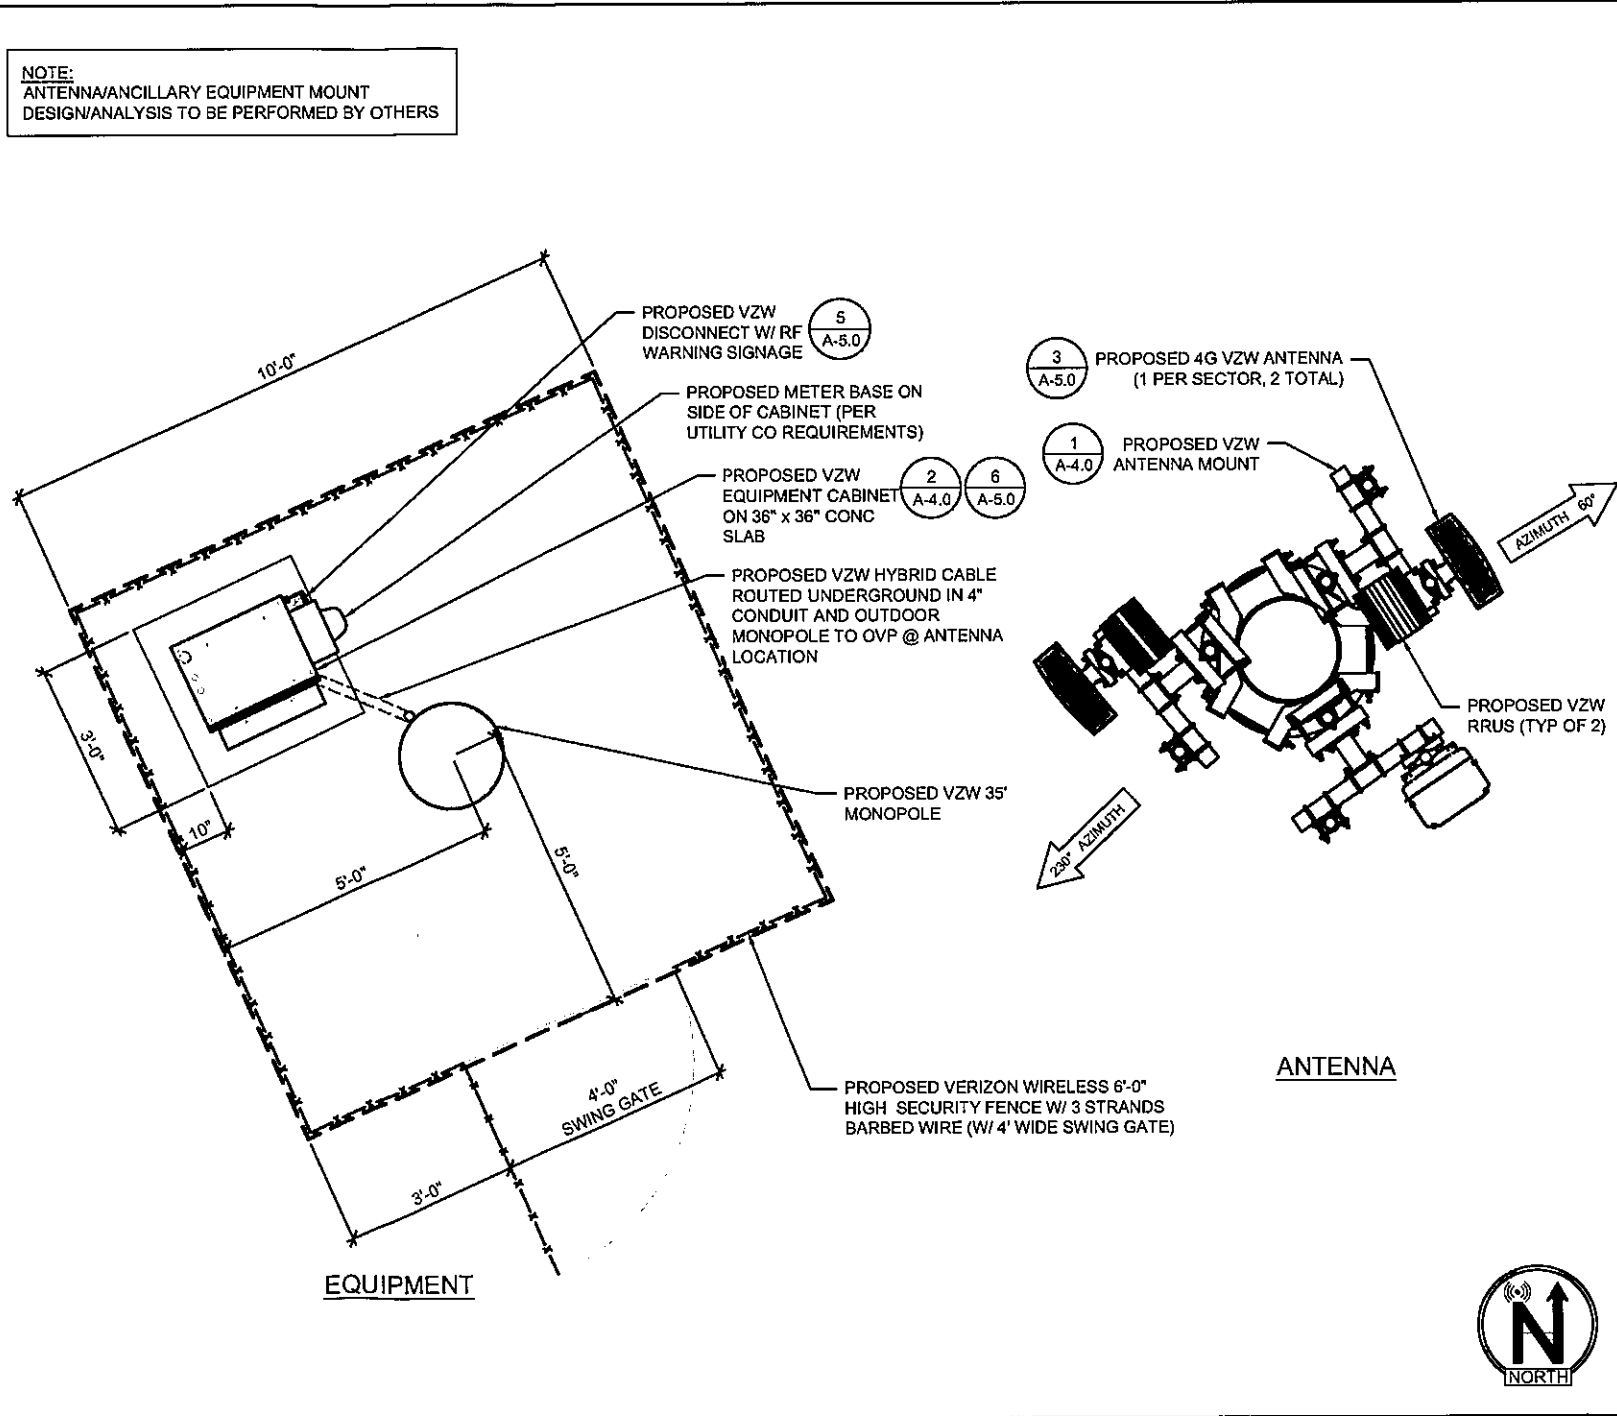 NOTE:
ANTENNA/ANCILLARY EQUIPMENT MOUNT
DESIGN/ANALYSIS TO BE PERFORMED BY OTHERS
10'-0"
PROPOSED VZW
DISCONNECT W/ RF
WARNING SIGNAGE
5
A-5.0
PROPOSED METER BASE ON
SIDE OF CABINET (PER
UTILITY CO REQUIREMENTS)
PROPOSED VZW
EQUIPMENT CABINET
ON 36" x 36" CONC
SLAB
2
A-4.0
6
A-5.0
PROPOSED VZW HYBRID CABLE
ROUTED UNDERGROUND IN 4"
CONDUIT AND OUTDOOR
MONOPOLE TO OVP @ ANTENNA
LOCATION
PROPOSED VZW 35'
MONOPOLE
3'-0"
10"
5'-0"
5'-0"
4'-0"
SWING GATE
3'-0"
PROPOSED VERIZON WIRELESS 6'-0"
HIGH SECURITY FENCE W/ 3 STRANDS
BARBED WIRE (W/ 4' WIDE SWING GATE)
EQUIPMENT
3
A-5.0
PROPOSED 4G VZW ANTENNA
(1 PER SECTOR, 2 TOTAL)
1
A-4.0
PROPOSED VZW
ANTENNA MOUNT
AZIMUTH 60°
PROPOSED VZW
RRUS (TYP OF 2)
230° AZIMUTH
ANTENNA
N
NORTH